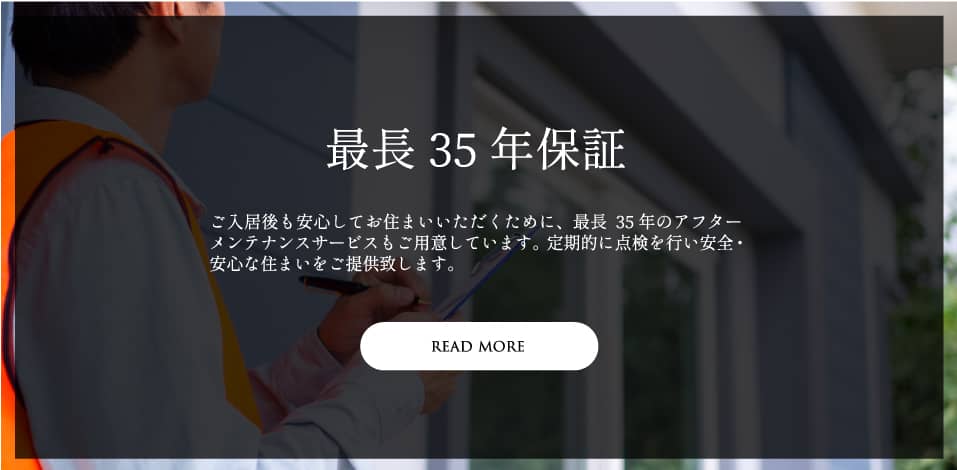 最長 35 年保証
ご入居後も安心してお住まいいただくために、最長 35 年のアフター
メンテナンスサービスもご用意しています。定期的に点検を行い安全・
安心な住まいをご提供致します。
READ MORE